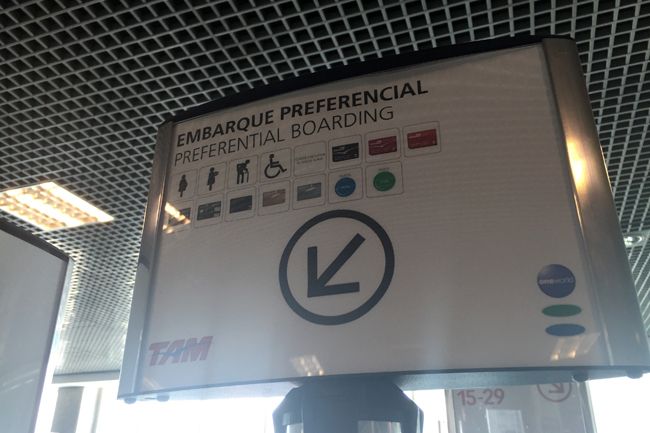 EMBARQUE PREFERENCIAL
PREFERENTIAL BOARDING
TAM
oneworld
15-29